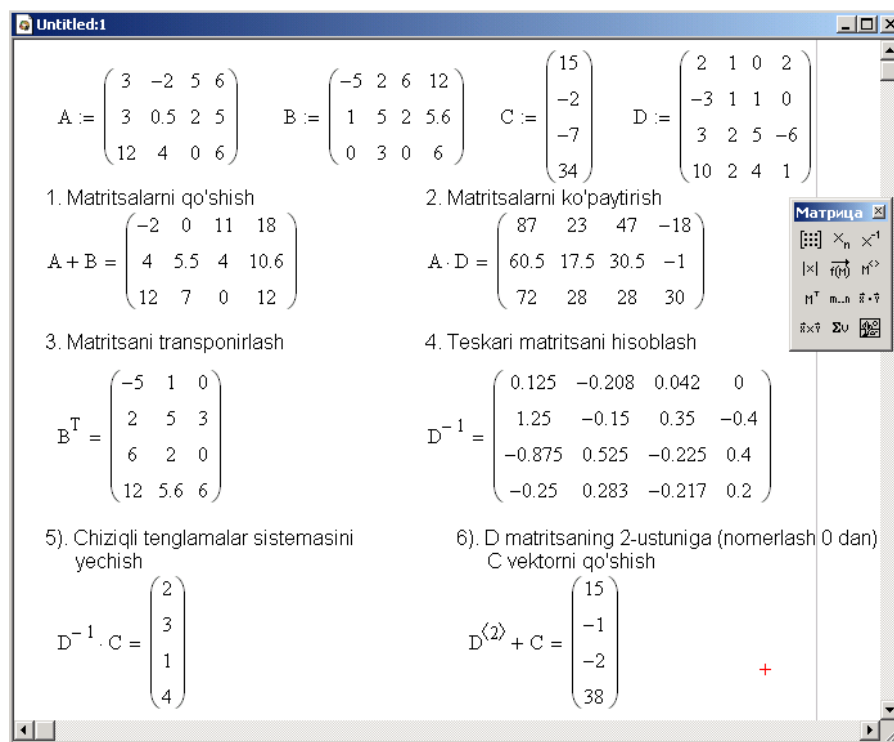 Untitled:1
A := ( 3 −2 5 6
3 0.5 2 5
12 4 0 6 )
B := ( −5 2 6 12
1 5 2 5.6
0 3 0 6 )
C := ( 15
−2
−7
34 )
D := ( 2 1 0 2
−3 1 1 0
3 2 5 −6
10 2 4 1 )
1. Matritsalarni qo'shish
A + B = ( −2 0 11 18
4 5.5 4 10.6
12 7 0 12 )
2. Matritsalarni ko'paytirish
A · D = ( 87 23 47 −18
60.5 17.5 30.5 −1
72 28 28 30 )
Матрица
[⋮⋮⋮] ×n ×⁻¹
|×| f(M) M<>
Mᵀ m..n x⃗·v⃗
x⃗×v⃗ Σ∪
3. Matritsani transponirlash
Bᵀ = ( −5 1 0
2 5 3
6 2 0
12 5.6 6 )
4. Teskari matritsani hisoblash
D⁻¹ = ( 0.125 −0.208 0.042 0
1.25 −0.15 0.35 −0.4
−0.875 0.525 −0.225 0.4
−0.25 0.283 −0.217 0.2 )
5). Chiziqli tenglamalar sistemasini
yechish
D⁻¹ · C = ( 2
3
1
4 )
6). D matritsaning 2-ustuniga (nomerlash 0 dan)
C vektorni qo'shish
D⟨2⟩ + C = ( 15
−1
−2
38 )